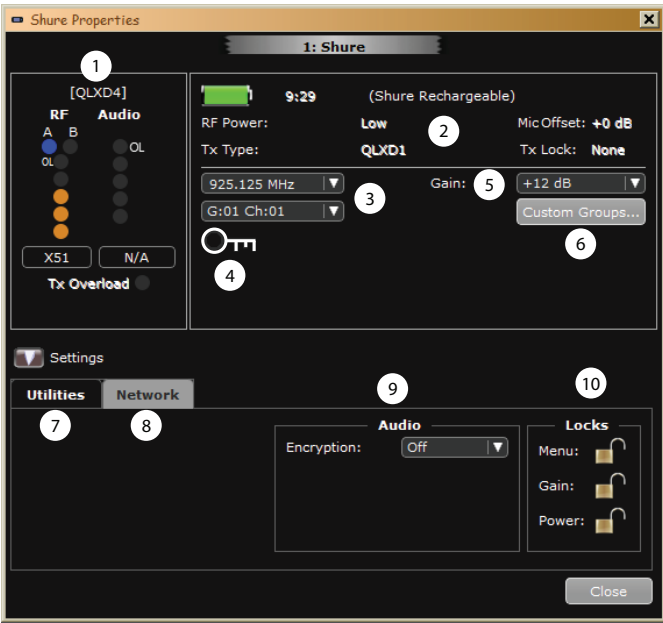 Shure Properties
1: Shure
1
[QLXD4]
RF Audio
A B
OL
OL
X51 N/A
Tx Overload
9:29 (Shure Rechargeable)
RF Power: Low 2 Mic Offset: +0 dB
Tx Type: QLXD1 Tx Lock: None
925.125 MHz 3 Gain: 5 +12 dB
G:01 Ch:01 Custom Groups...
4 6
Settings
Utilities Network
7 8 9 10
Audio
Encryption: Off
Locks
Menu:
Gain:
Power:
Close